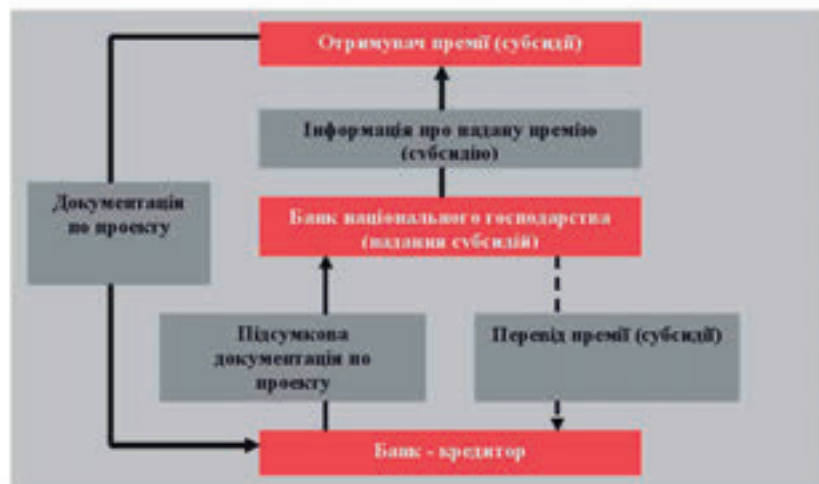 Отримувач премії (субсидії)
Інформація про надану премію
(субсидію)
Документація
по проекту
Банк національного господарства
(надання субсидій)
Підсумкова
документація по
проекту
Перевід премії (субсидії)
Банк - кредитор